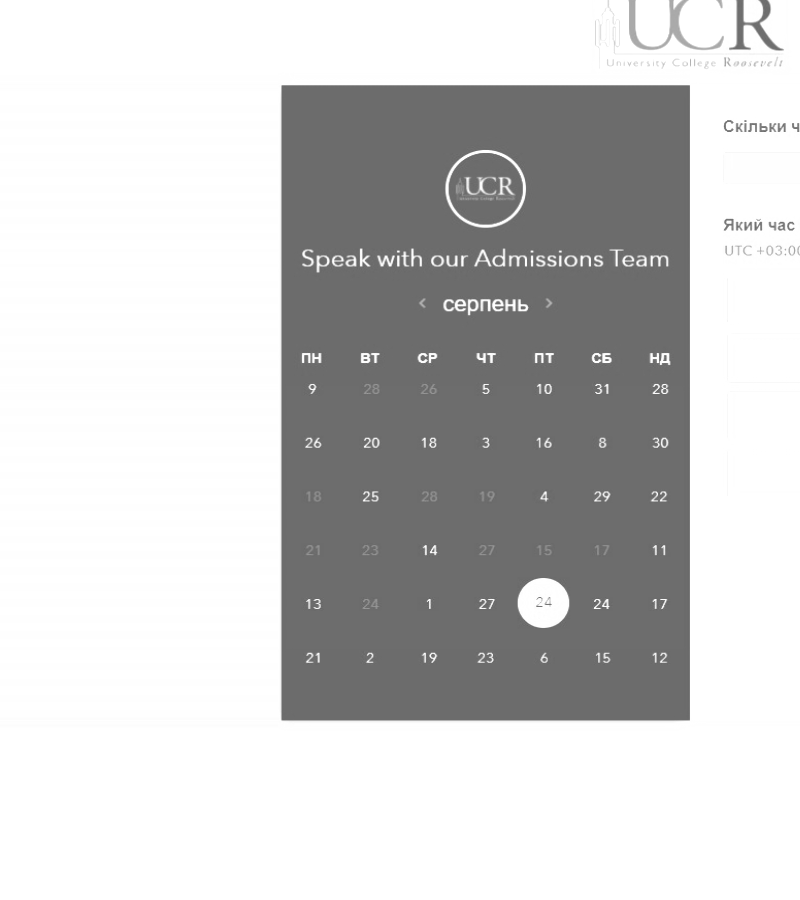 UCR
University College Roosevelt
Скільки ч
UCR
University College Roosevelt
Який час
UTC +03:00
Speak with our Admissions Team
< серпень >
ПН ВТ СР ЧТ ПТ СБ НД
9 28 26 5 10 31 28
26 20 18 3 16 8 30
18 25 28 19 4 29 22
21 23 14 27 15 17 11
13 24 1 27 24 24 17
21 2 19 23 6 15 12